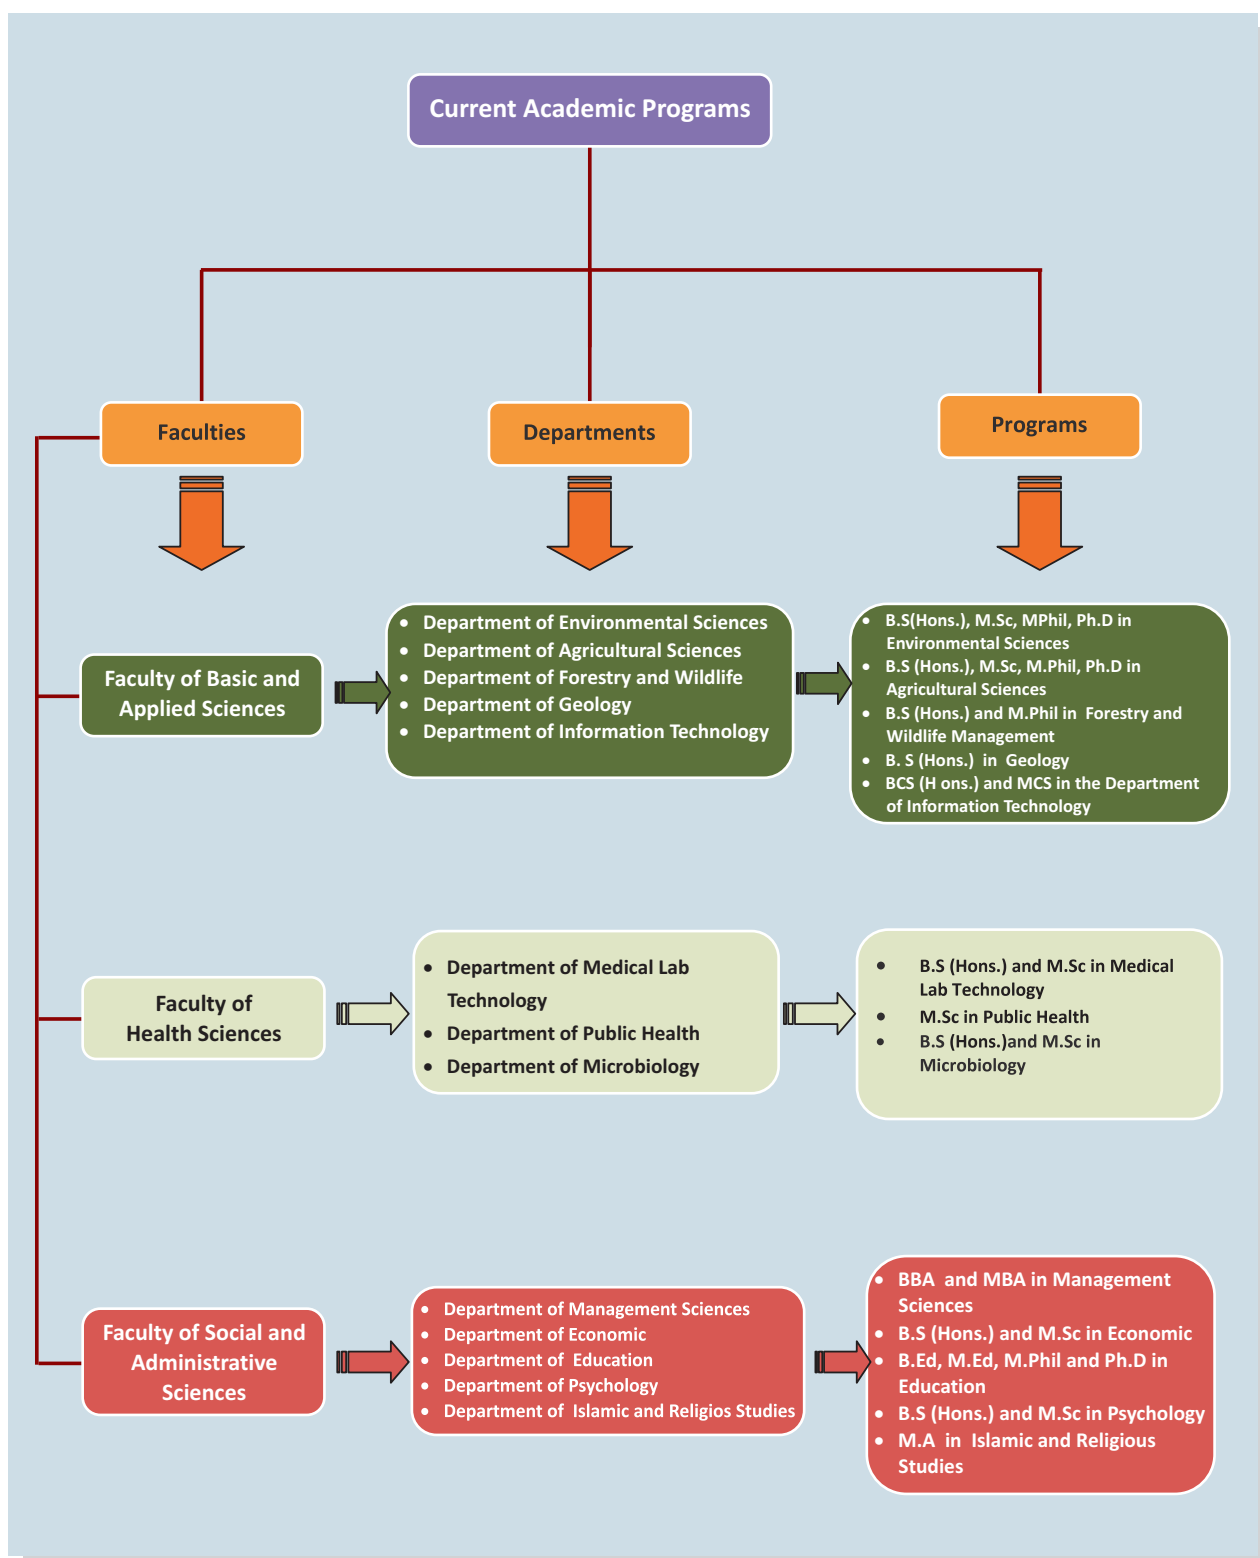 Current Academic Programs
Faculties
Departments
Programs
Faculty of Basic and
Applied Sciences
• Department of Environmental Sciences
• Department of Agricultural Sciences
• Department of Forestry and Wildlife
• Department of Geology
• Department of Information Technology
• B.S(Hons.), M.Sc, MPhil, Ph.D in
Environmental Sciences
• B.S (Hons.), M.Sc, M.Phil, Ph.D in
Agricultural Sciences
• B.S (Hons.) and M.Phil in Forestry and
Wildlife Management
• B. S (Hons.) in Geology
• BCS (H ons.) and MCS in the Department
of Information Technology
Faculty of
Health Sciences
• Department of Medical Lab
Technology
• Department of Public Health
• Department of Microbiology
• B.S (Hons.) and M.Sc in Medical
Lab Technology
• M.Sc in Public Health
• B.S (Hons.)and M.Sc in
Microbiology
Faculty of Social and
Administrative
Sciences
• Department of Management Sciences
• Department of Economic
• Department of Education
• Department of Psychology
• Department of Islamic and Religios Studies
• BBA and MBA in Management
Sciences
• B.S (Hons.) and M.Sc in Economic
• B.Ed, M.Ed, M.Phil and Ph.D in
Education
• B.S (Hons.) and M.Sc in Psychology
• M.A in Islamic and Religious
Studies